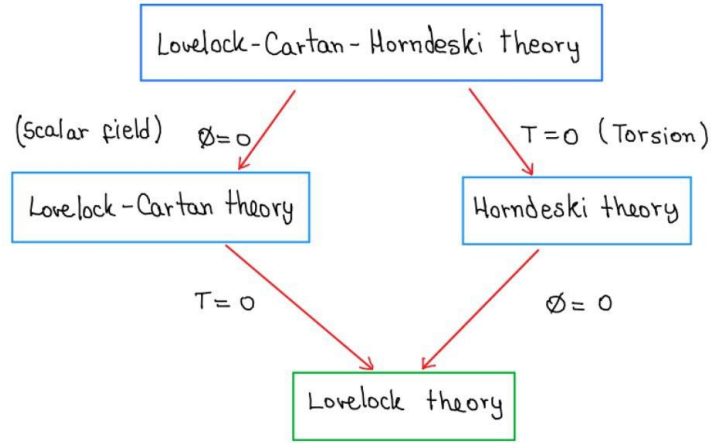 Lovelock-Cartan-Horndeski theory
(Scalar field) Ø=0
T=0 (Torsion)
Lovelock-Cartan theory
Horndeski theory
T=0
Ø=0
Lovelock theory